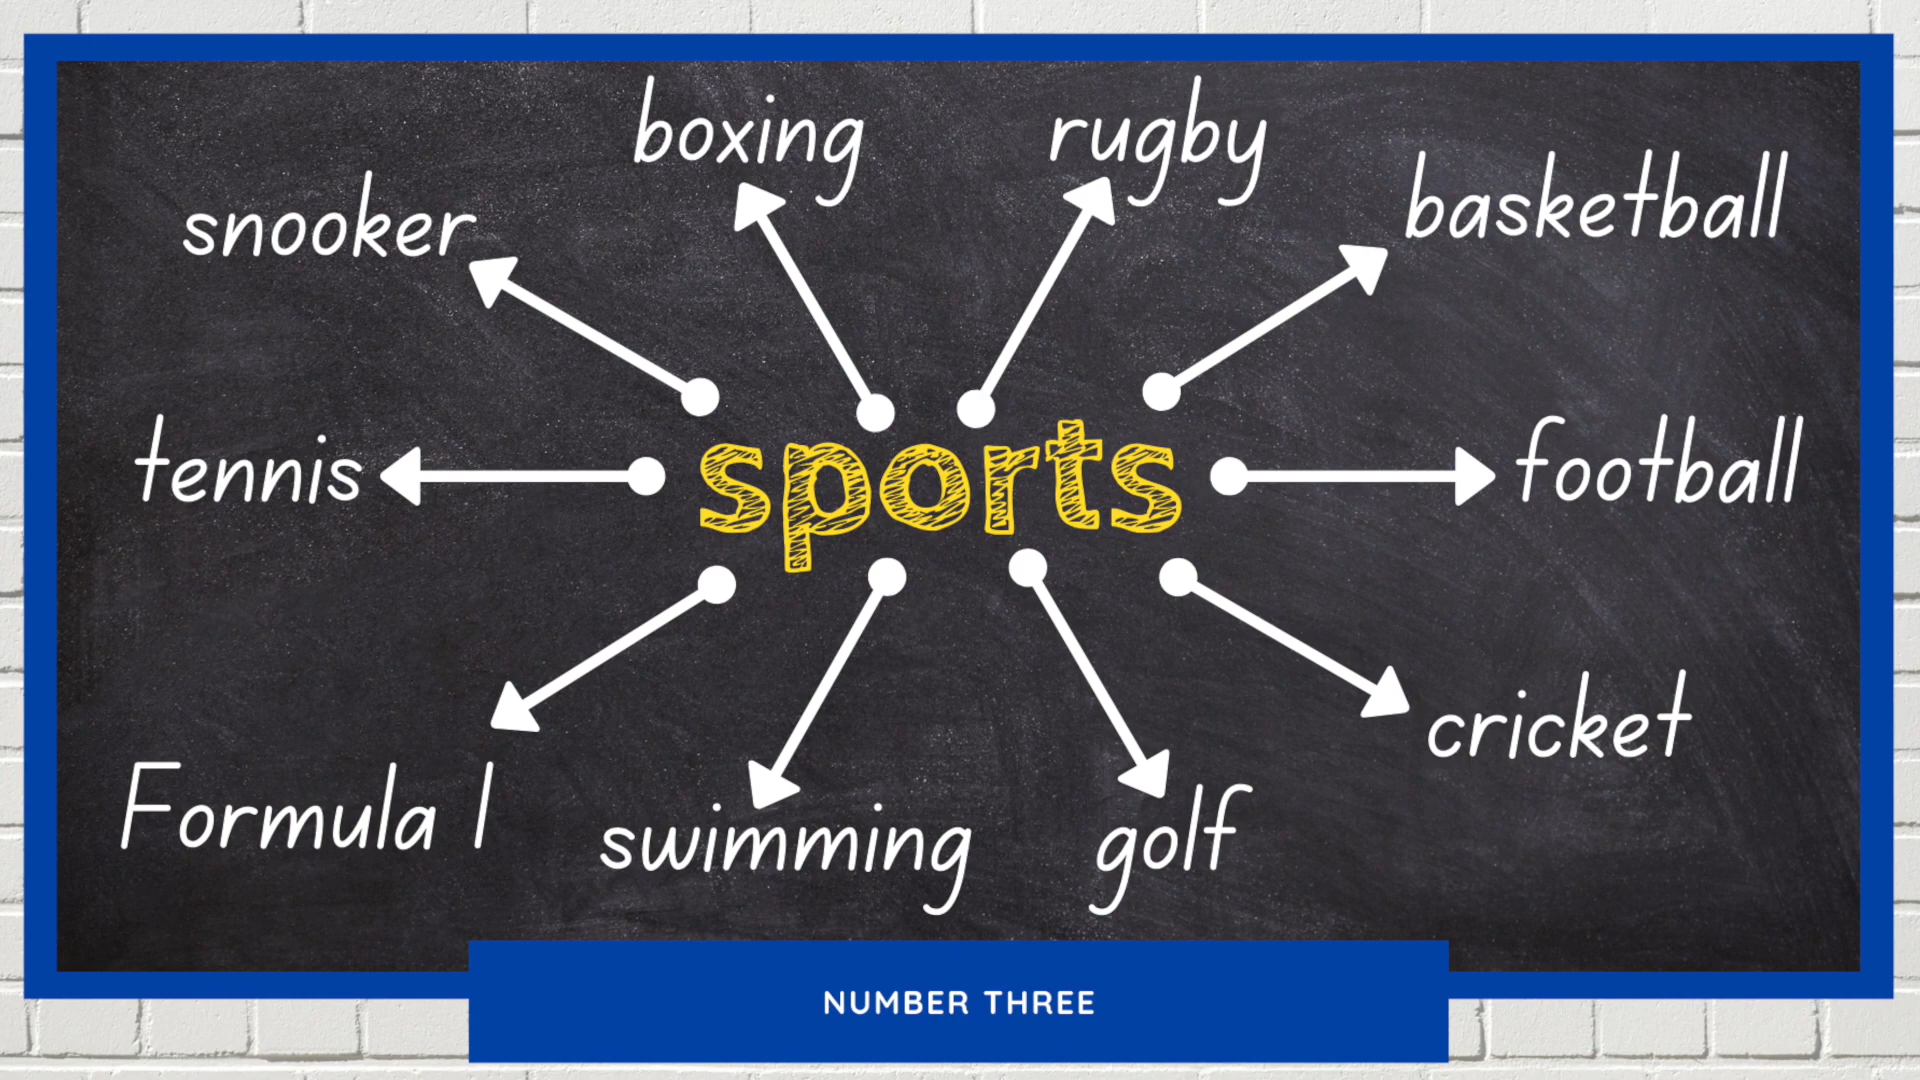 boxing
rugby
snooker
basketball
tennis
sports
football
cricket
Formula 1
swimming
golf
NUMBER THREE